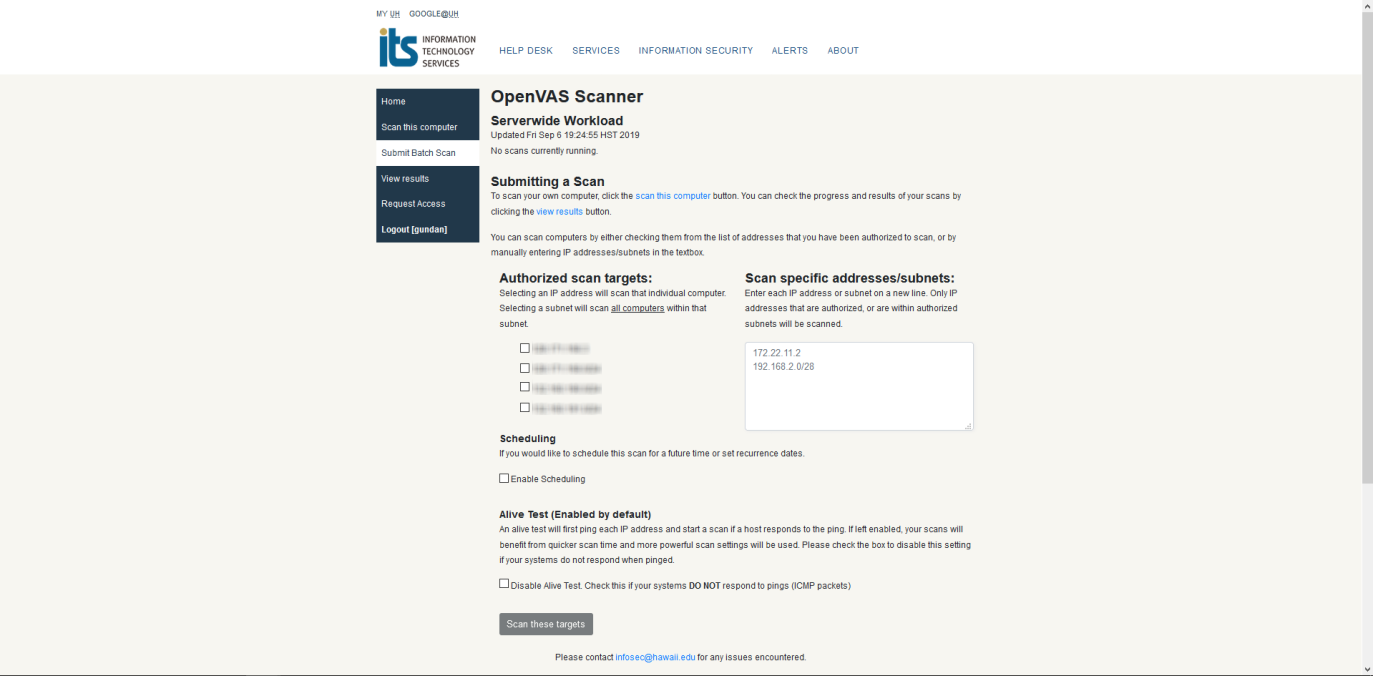 MY UH GOOGLE@UH
its INFORMATION
TECHNOLOGY
SERVICES
HELP DESK SERVICES INFORMATION SECURITY ALERTS ABOUT
Home
Scan this computer
Submit Batch Scan
View results
Request Access
Logout [gundan]
OpenVAS Scanner
Serverwide Workload
Updated Fri Sep 6 19:24:55 HST 2019
No scans currently running.
Submitting a Scan
To scan your own computer, click the scan this computer button. You can check the progress and results of your scans by
clicking the view results button.
You can scan computers by either checking them from the list of addresses that you have been authorized to scan, or by
manually entering IP addresses/subnets in the textbox.
Authorized scan targets:
Selecting an IP address will scan that individual computer.
Selecting a subnet will scan all computers within that
subnet.
Scan specific addresses/subnets:
Enter each IP address or subnet on a new line. Only IP
addresses that are authorized, or are within authorized
subnets will be scanned.
172.22.11.2
192.168.2.0/28
Scheduling
If you would like to schedule this scan for a future time or set recurrence dates.
Enable Scheduling
Alive Test (Enabled by default)
An alive test will first ping each IP address and start a scan if a host responds to the ping. If left enabled, your scans will
benefit from quicker scan time and more powerful scan settings will be used. Please check the box to disable this setting
if your systems do not respond when pinged.
Disable Alive Test. Check this if your systems DO NOT respond to pings (ICMP packets)
Scan these targets
Please contact infosec@hawaii.edu for any issues encountered.